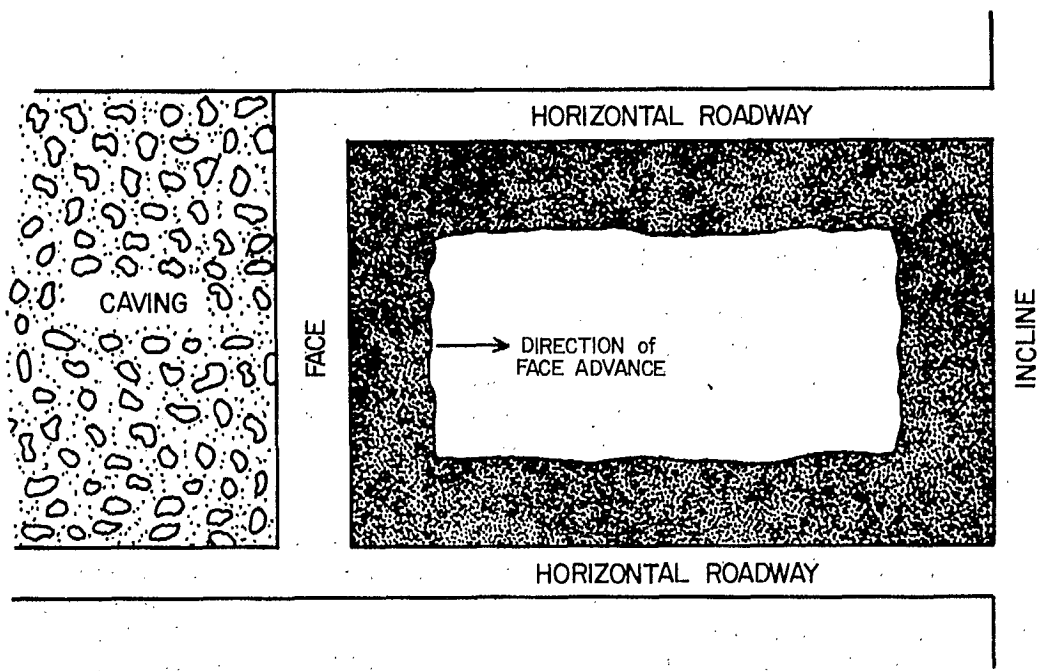 HORIZONTAL ROADWAY
CAVING
FACE
DIRECTION of
FACE ADVANCE
INCLINE
HORIZONTAL ROADWAY